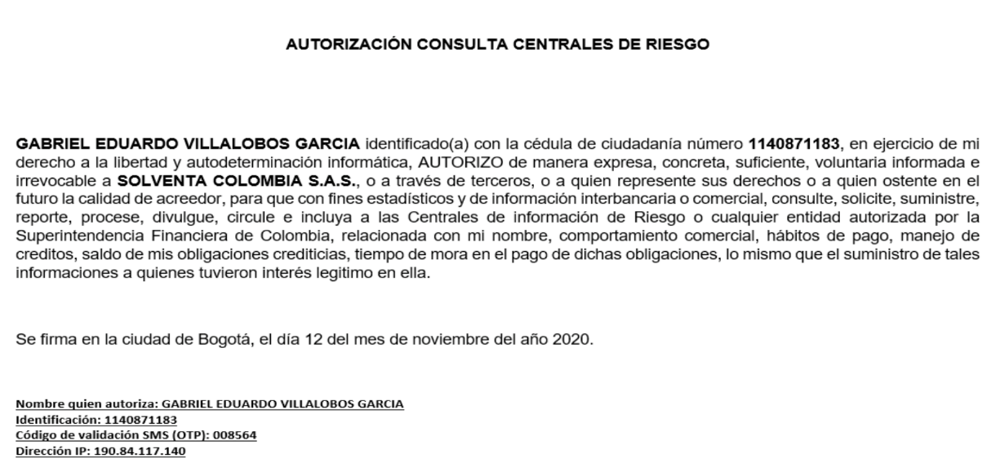 AUTORIZACIÓN CONSULTA CENTRALES DE RIESGO
GABRIEL EDUARDO VILLALOBOS GARCIA identificado(a) con la cédula de ciudadanía número 1140871183, en ejercicio de mi
derecho a la libertad y autodeterminación informática, AUTORIZO de manera expresa, concreta, suficiente, voluntaria informada e
irrevocable a SOLVENTA COLOMBIA S.A.S., o a través de terceros, o a quien represente sus derechos o a quien ostente en el
futuro la calidad de acreedor, para que con fines estadísticos y de información interbancaria o comercial, consulte, solicite, suministre,
reporte, procese, divulgue, circule e incluya a las Centrales de información de Riesgo o cualquier entidad autorizada por la
Superintendencia Financiera de Colombia, relacionada con mi nombre, comportamiento comercial, hábitos de pago, manejo de
creditos, saldo de mis obligaciones crediticias, tiempo de mora en el pago de dichas obligaciones, lo mismo que el suministro de tales
informaciones a quienes tuvieron interés legitimo en ella.
Se firma en la ciudad de Bogotá, el día 12 del mes de noviembre del año 2020.
Nombre quien autoriza: GABRIEL EDUARDO VILLALOBOS GARCIA
Identificación: 1140871183
Código de validación SMS (OTP): 008564
Dirección IP: 190.84.117.140